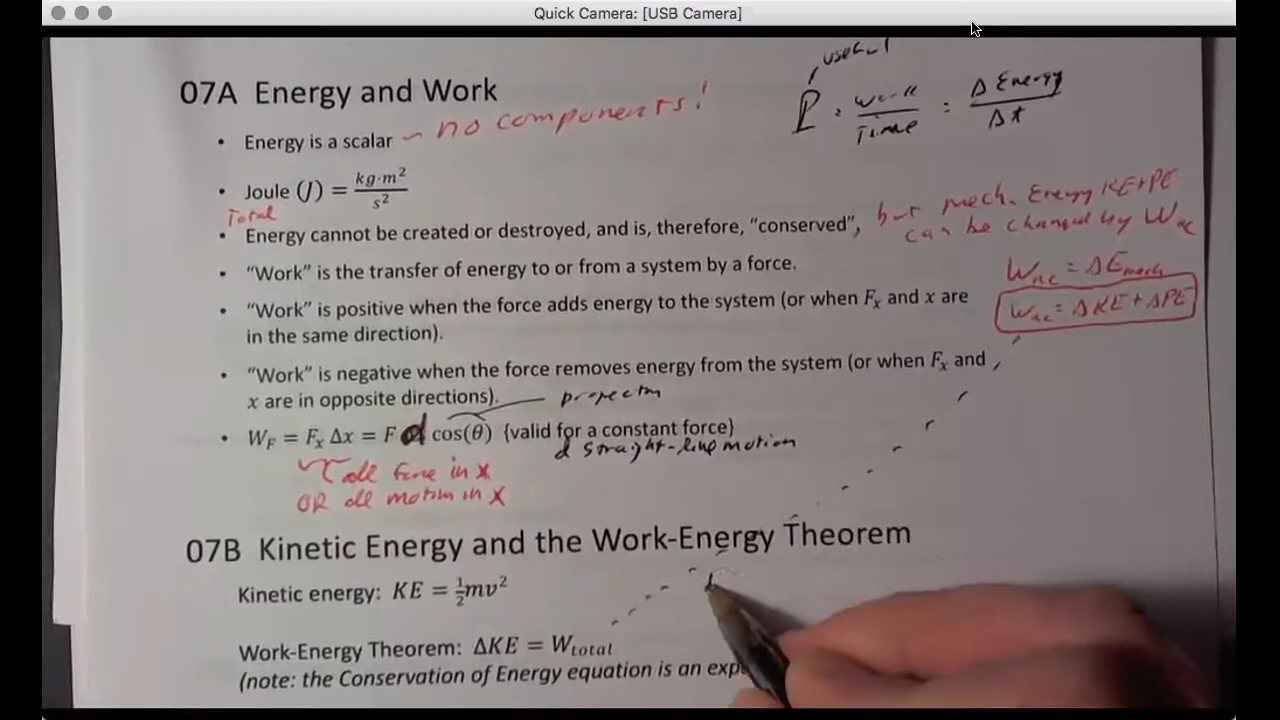 Quick Camera: [USB Camera]
useful
P = work / Time = Δ Energy / Δt
07A Energy and Work
• Energy is a scalar – no components!
• Joule (J) = kg·m² / s²
Total
• Energy cannot be created or destroyed, and is, therefore, "conserved", but mech. Energy KE+PE
can be changed by Wnc
• "Work" is the transfer of energy to or from a system by a force.
Wnc = ΔEmech
• "Work" is positive when the force adds energy to the system (or when Fx and x are
in the same direction).
Wnc = ΔKE + ΔPE
• "Work" is negative when the force removes energy from the system (or when Fx and
x are in opposite directions).
• WF = Fx Δx = F d cos(θ) {valid for a constant force}
& straight-line motion
all force in x
OR all motion in x
07B Kinetic Energy and the Work-Energy Theorem
Kinetic energy: KE = ½mv²
Work-Energy Theorem: ΔKE = Wtotal
(note: the Conservation of Energy equation is an